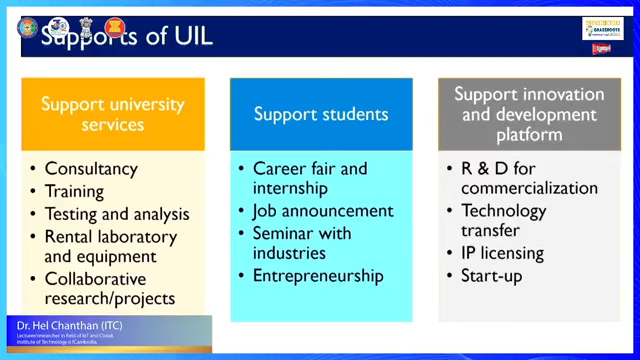 Supports of UIL
GRASSROOTS
Support university
services
• Consultancy
• Training
• Testing and analysis
• Rental laboratory
and equipment
• Collaborative
research/projects
Support students
• Career fair and
internship
• Job announcement
• Seminar with
industries
• Entrepreneurship
Support innovation
and development
platform
• R & D for
commercialization
• Technology
transfer
• IP licensing
• Start-up
Dr. Hel Chanthan (ITC)
Institute of Technology of Cambodia,